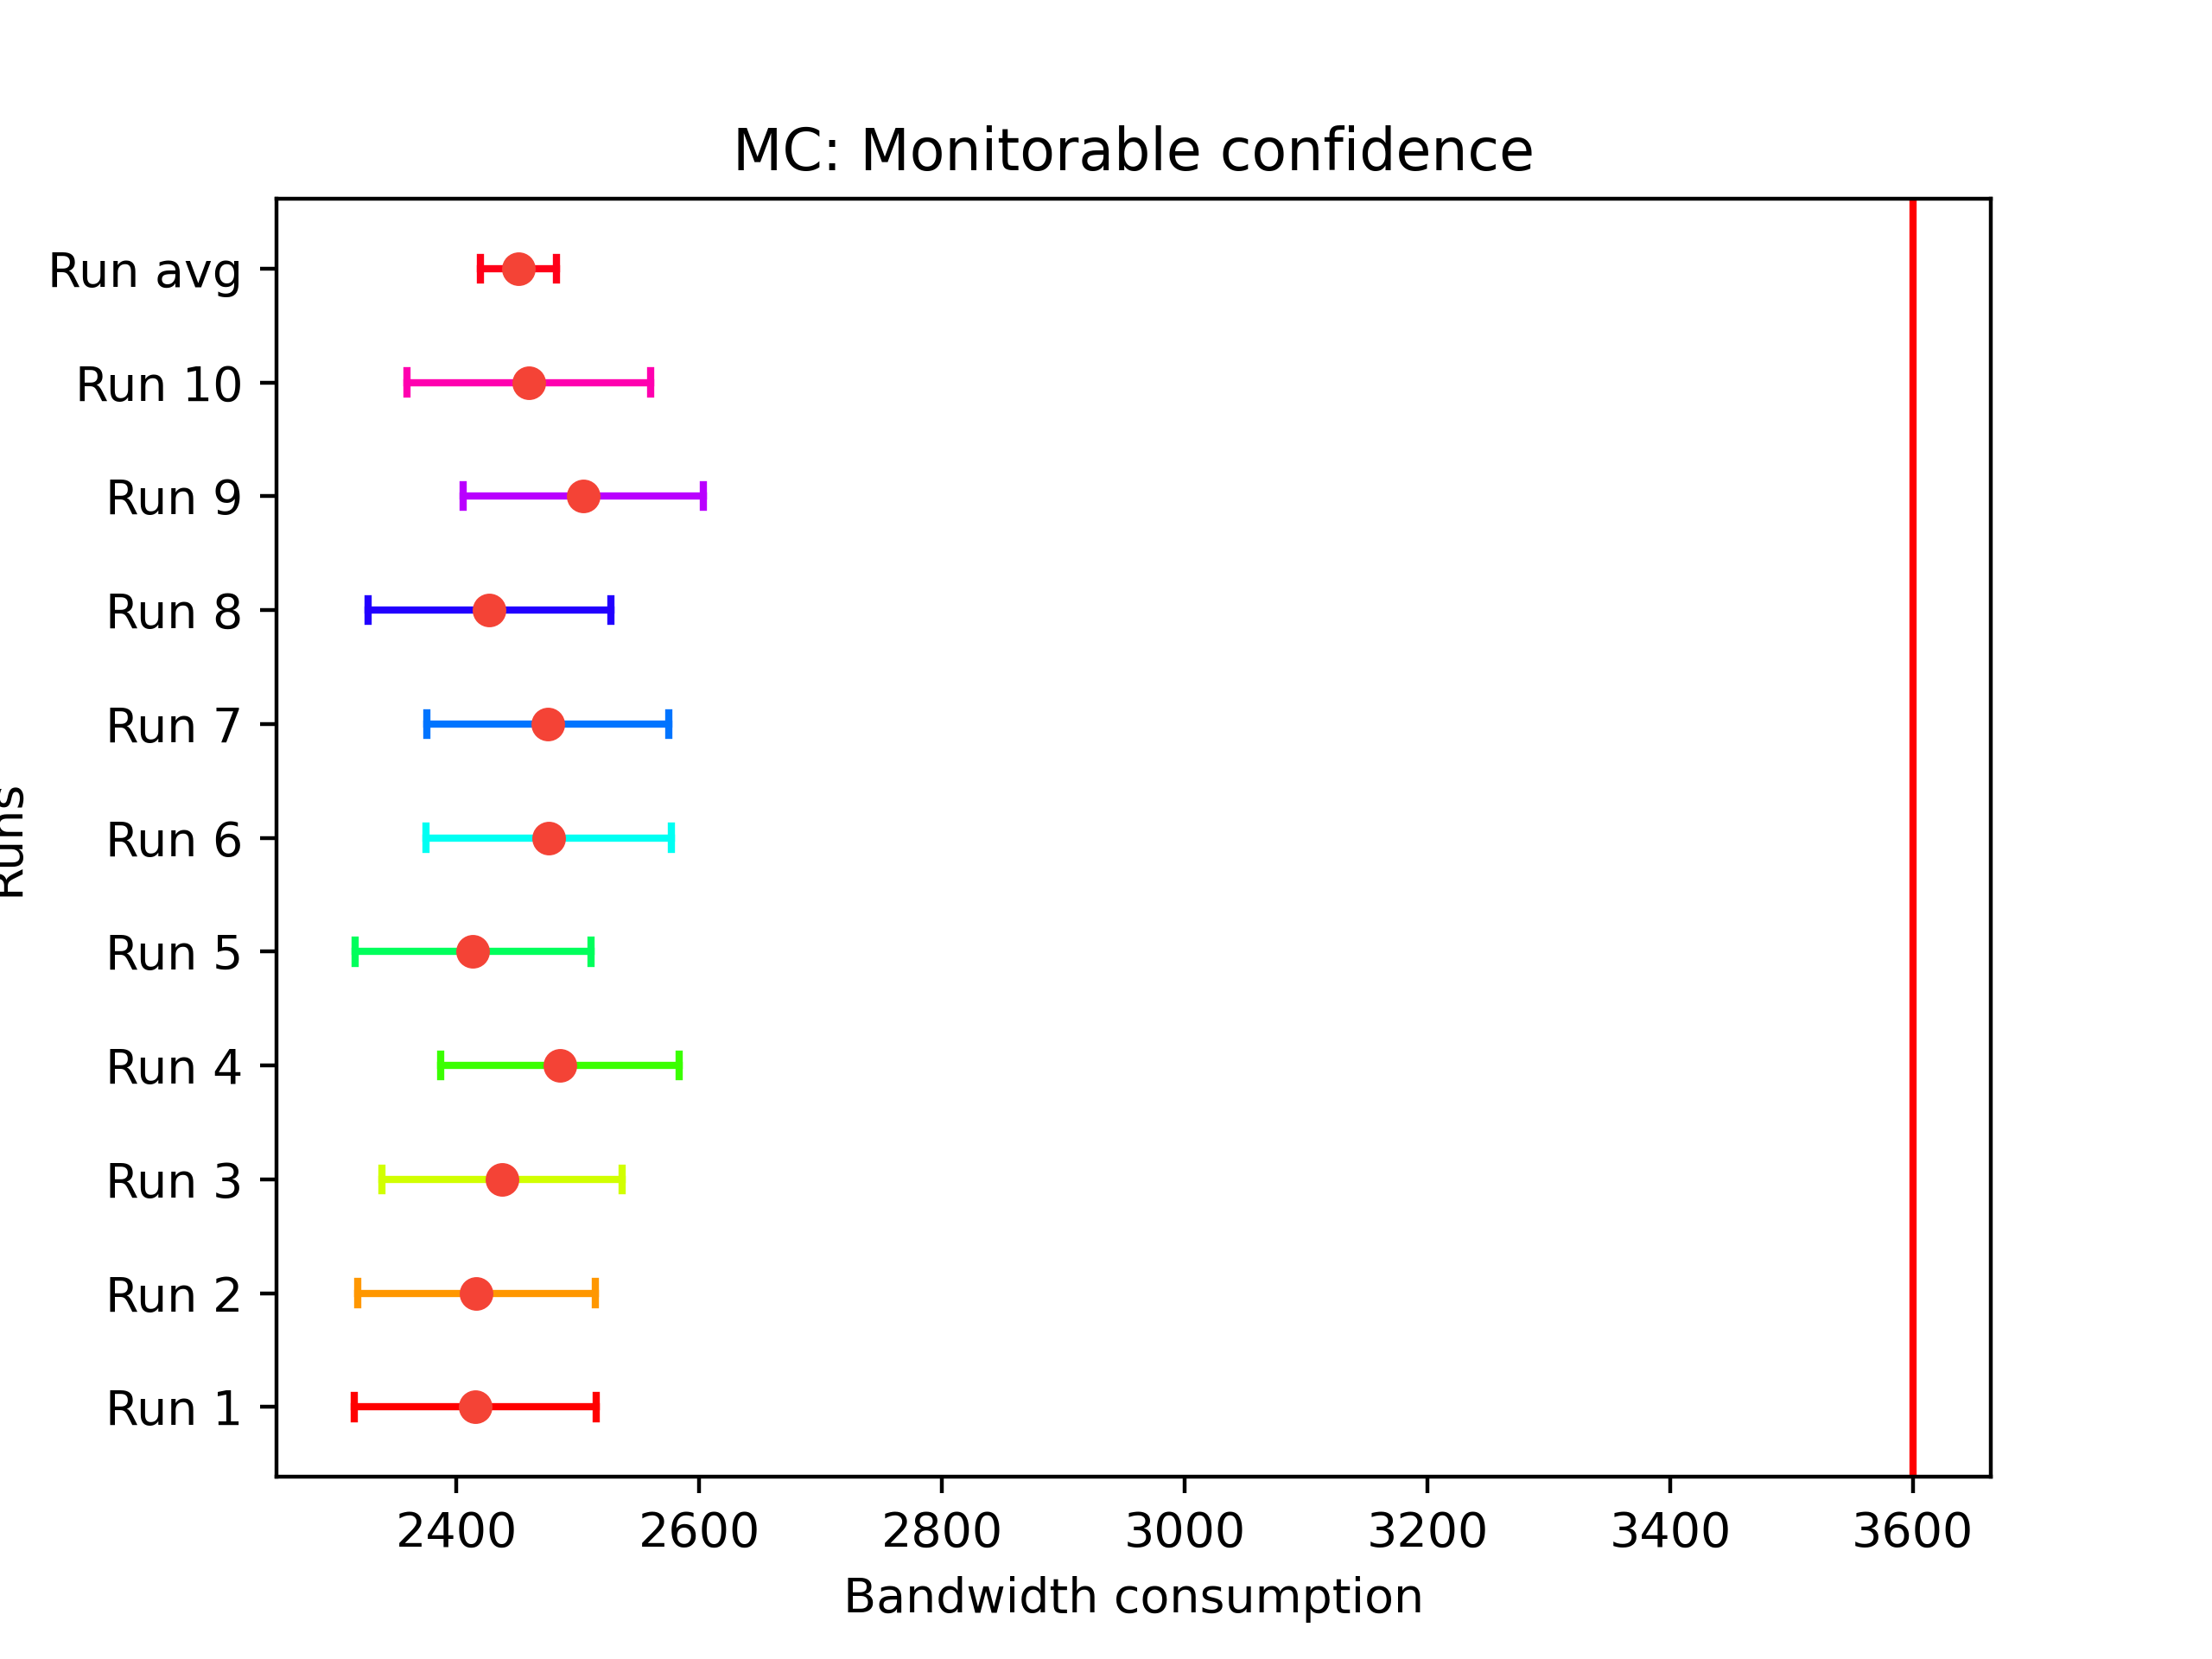 MC: Monitorable confidence
Run avg
Run 10
Run 9
Run 8
Run 7
Run 6
Run 5
Run 4
Run 3
Run 2
Run 1
Runs
2400 2600 2800 3000 3200 3400 3600
Bandwidth consumption